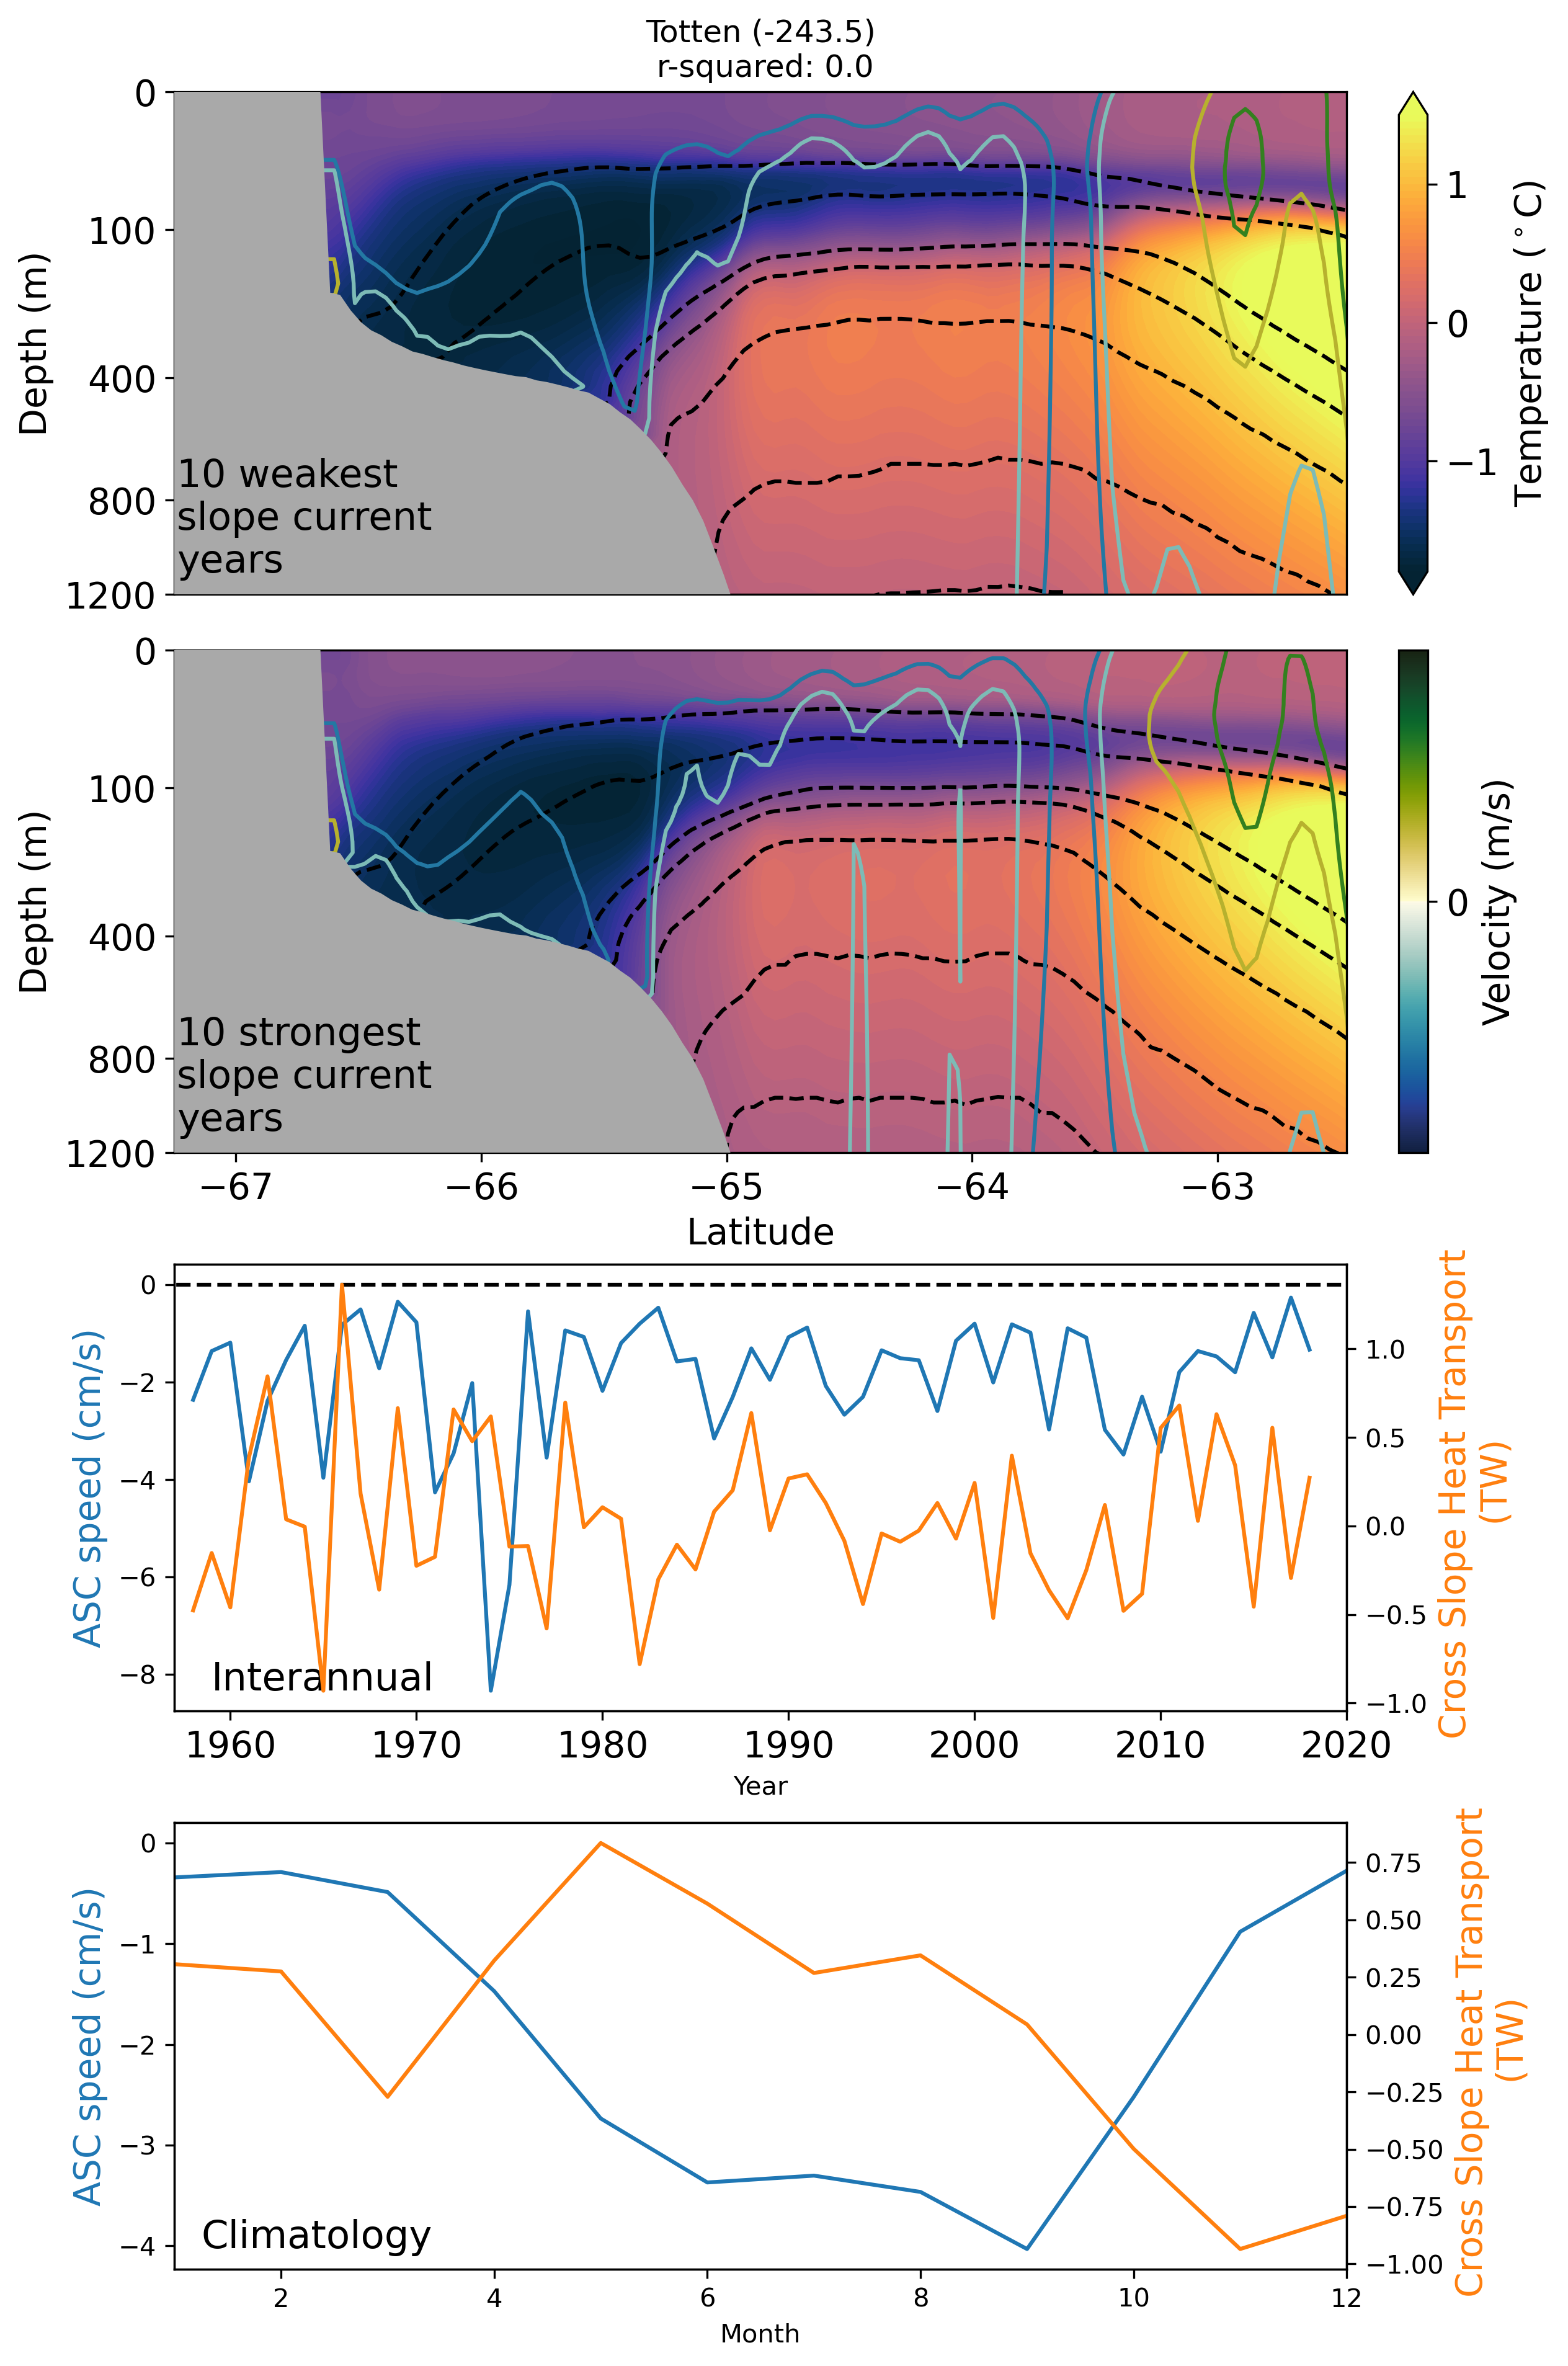 Totten (-243.5)
r-squared: 0.0
0
100
400
800
1200
Depth (m)
10 weakest
slope current
years
1
0
−1
Temperature (°C)
0
100
400
800
1200
Depth (m)
10 strongest
slope current
years
−67
−66
−65
−64
−63
Latitude
0
Velocity (m/s)
0
−2
−4
−6
−8
ASC speed (cm/s)
Interannual
1.0
0.5
0.0
−0.5
−1.0
Cross Slope Heat Transport
(TW)
1960
1970
1980
1990
2000
2010
2020
Year
0
−1
−2
−3
−4
ASC speed (cm/s)
Climatology
0.75
0.50
0.25
0.00
−0.25
−0.50
−0.75
−1.00
Cross Slope Heat Transport
(TW)
2
4
6
8
10
12
Month